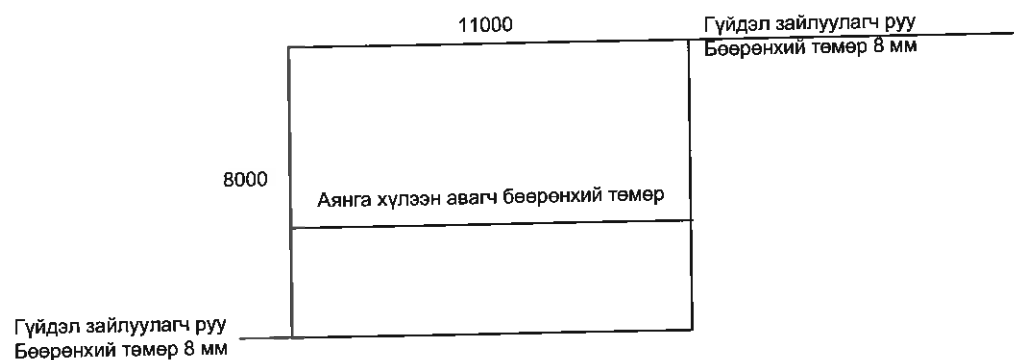 11000
Гүйдэл зайлуулагч руу
Бөөрөнхий төмөр 8 мм
8000
Аянга хүлээн авагч бөөрөнхий төмөр
Гүйдэл зайлуулагч руу
Бөөрөнхий төмөр 8 мм